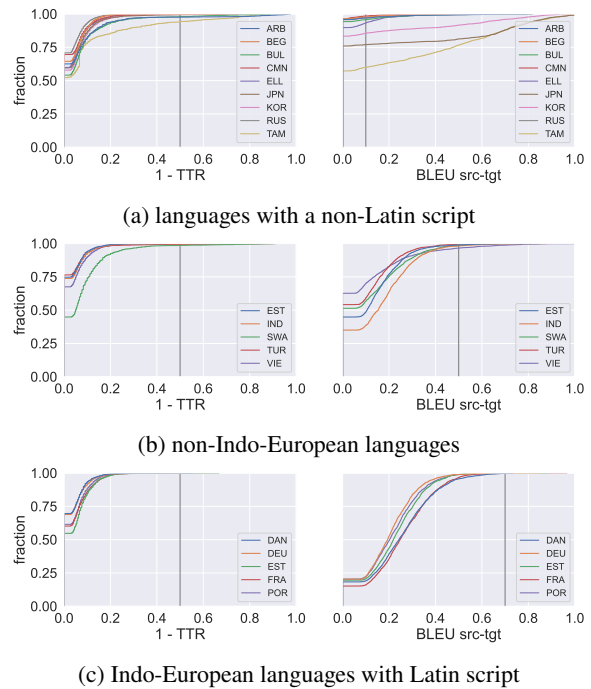 1.00
0.75
0.50
0.25
0.00
fraction
0.0 0.2 0.4 0.6 0.8 1.0
1 - TTR
ARB
BEG
BUL
CMN
ELL
JPN
KOR
RUS
TAM
1.00
0.75
0.50
0.25
0.00
0.0 0.2 0.4 0.6 0.8 1.0
BLEU src-tgt
ARB
BEG
BUL
CMN
ELL
JPN
KOR
RUS
TAM
(a) languages with a non-Latin script
1.00
0.75
0.50
0.25
0.00
fraction
0.0 0.2 0.4 0.6 0.8 1.0
1 - TTR
EST
IND
SWA
TUR
VIE
1.00
0.75
0.50
0.25
0.00
0.0 0.2 0.4 0.6 0.8 1.0
BLEU src-tgt
EST
IND
SWA
TUR
VIE
(b) non-Indo-European languages
1.00
0.75
0.50
0.25
0.00
fraction
0.0 0.2 0.4 0.6 0.8 1.0
1 - TTR
DAN
DEU
EST
FRA
POR
1.00
0.75
0.50
0.25
0.00
0.0 0.2 0.4 0.6 0.8 1.0
BLEU src-tgt
DAN
DEU
EST
FRA
POR
(c) Indo-European languages with Latin script